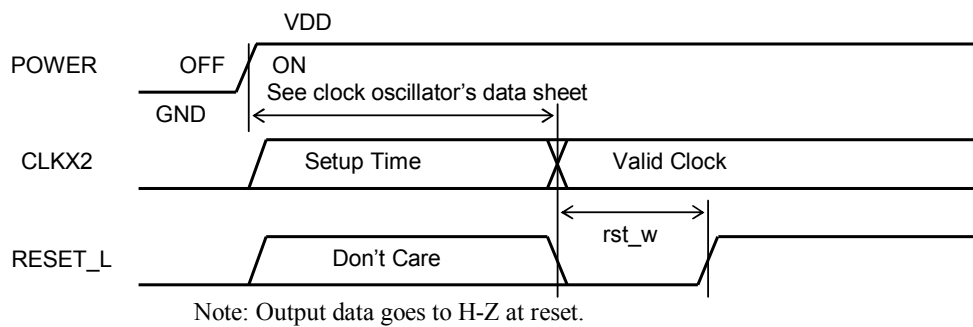 VDD
POWER OFF ON
See clock oscillator's data sheet
GND
CLKX2 Setup Time Valid Clock
rst_w
RESET_L Don't Care
Note: Output data goes to H-Z at reset.